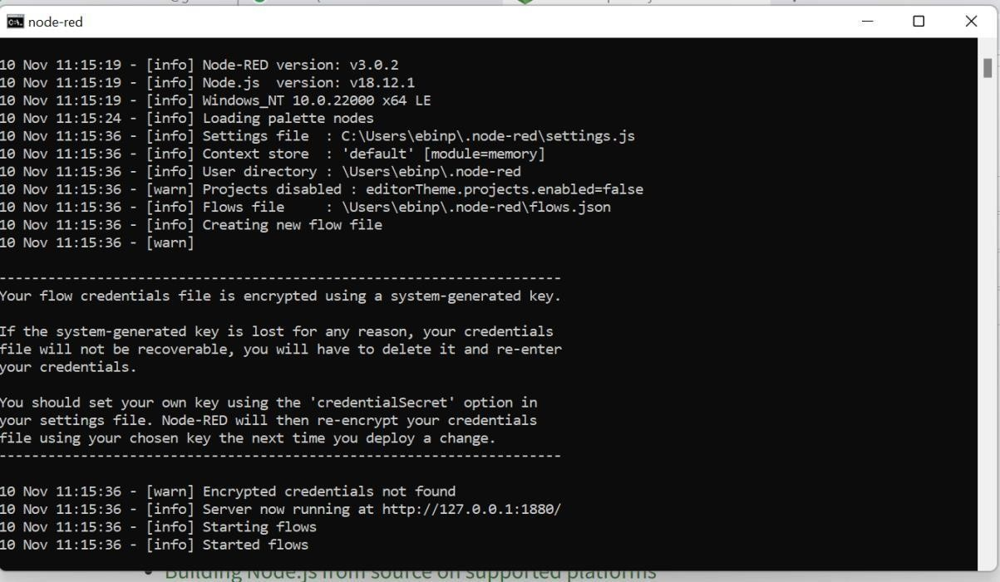 node-red
10 Nov 11:15:19 - [info] Node-RED version: v3.0.2
10 Nov 11:15:19 - [info] Node.js  version: v18.12.1
10 Nov 11:15:19 - [info] Windows_NT 10.0.22000 x64 LE
10 Nov 11:15:24 - [info] Loading palette nodes
10 Nov 11:15:36 - [info] Settings file  : C:\Users\ebinp\.node-red\settings.js
10 Nov 11:15:36 - [info] Context store  : 'default' [module=memory]
10 Nov 11:15:36 - [info] User directory : \Users\ebinp\.node-red
10 Nov 11:15:36 - [warn] Projects disabled : editorTheme.projects.enabled=false
10 Nov 11:15:36 - [info] Flows file     : \Users\ebinp\.node-red\flows.json
10 Nov 11:15:36 - [info] Creating new flow file
10 Nov 11:15:36 - [warn]
---------------------------------------------------------------------
Your flow credentials file is encrypted using a system-generated key.
If the system-generated key is lost for any reason, your credentials
file will not be recoverable, you will have to delete it and re-enter
your credentials.
You should set your own key using the 'credentialSecret' option in
your settings file. Node-RED will then re-encrypt your credentials
file using your chosen key the next time you deploy a change.
---------------------------------------------------------------------
10 Nov 11:15:36 - [warn] Encrypted credentials not found
10 Nov 11:15:36 - [info] Server now running at http://127.0.0.1:1880/
10 Nov 11:15:36 - [info] Starting flows
10 Nov 11:15:36 - [info] Started flows
Building Node.js from source on supported platforms